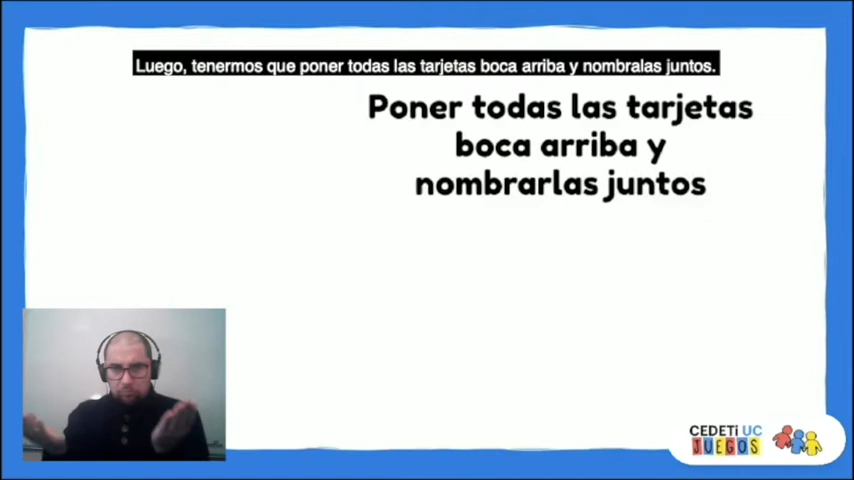 Luego, tenermos que poner todas las tarjetas boca arriba y nombralas juntos.
Poner todas las tarjetas
boca arriba y
nombrarlas juntos
CEDETi UC
JUEGOS